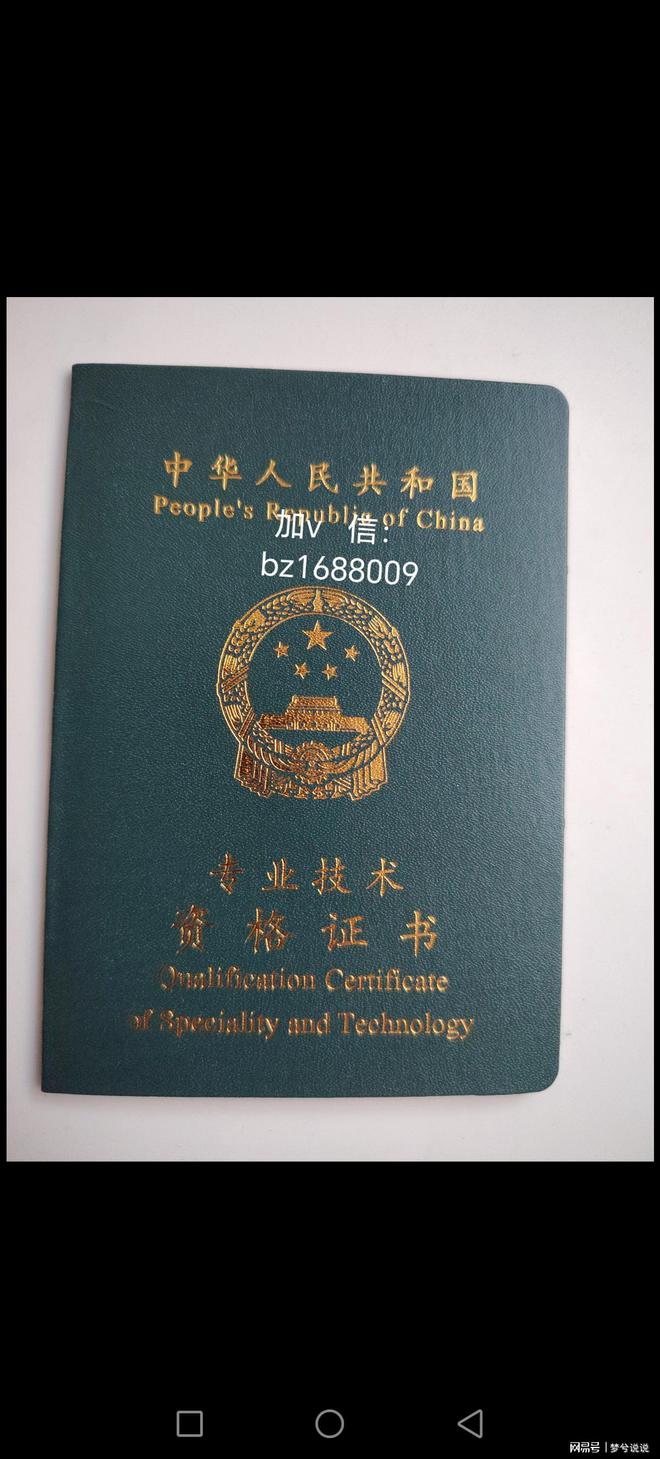 中华人民共和国
People's Republic of China
加v 信：
bz1688009
专业技术
资格证书
Qualification Certificate
of Speciality and Technology
网易号 | 梦兮说说